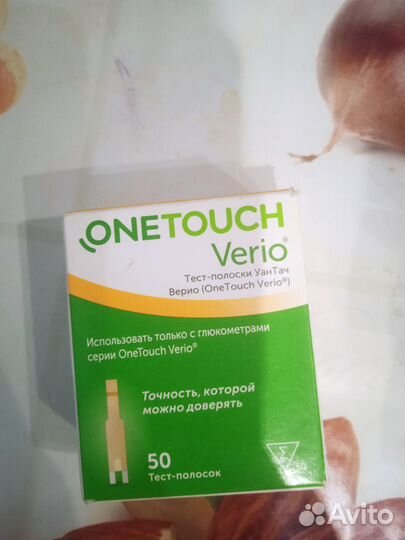 ONETOUCH
Verio®
Тест-полоски УанТач
Верио (OneTouch Verio®)
Использовать только с глюкометрами
серии OneTouch Verio®
Точность, которой
можно доверять
50
Тест-полосок
Σ
Avito